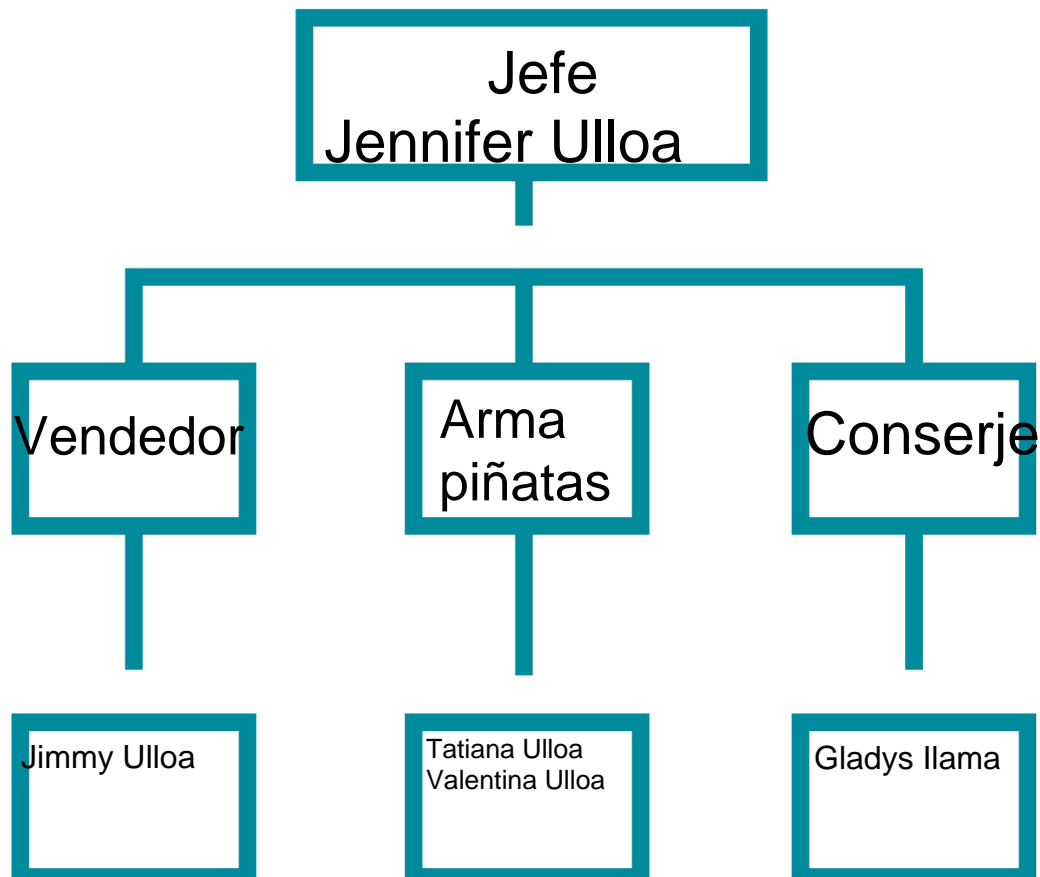 Jefe
Jennifer Ulloa
Vendedor
Arma
piñatas
Conserje
Jimmy Ulloa
Tatiana Ulloa
Valentina Ulloa
Gladys llama